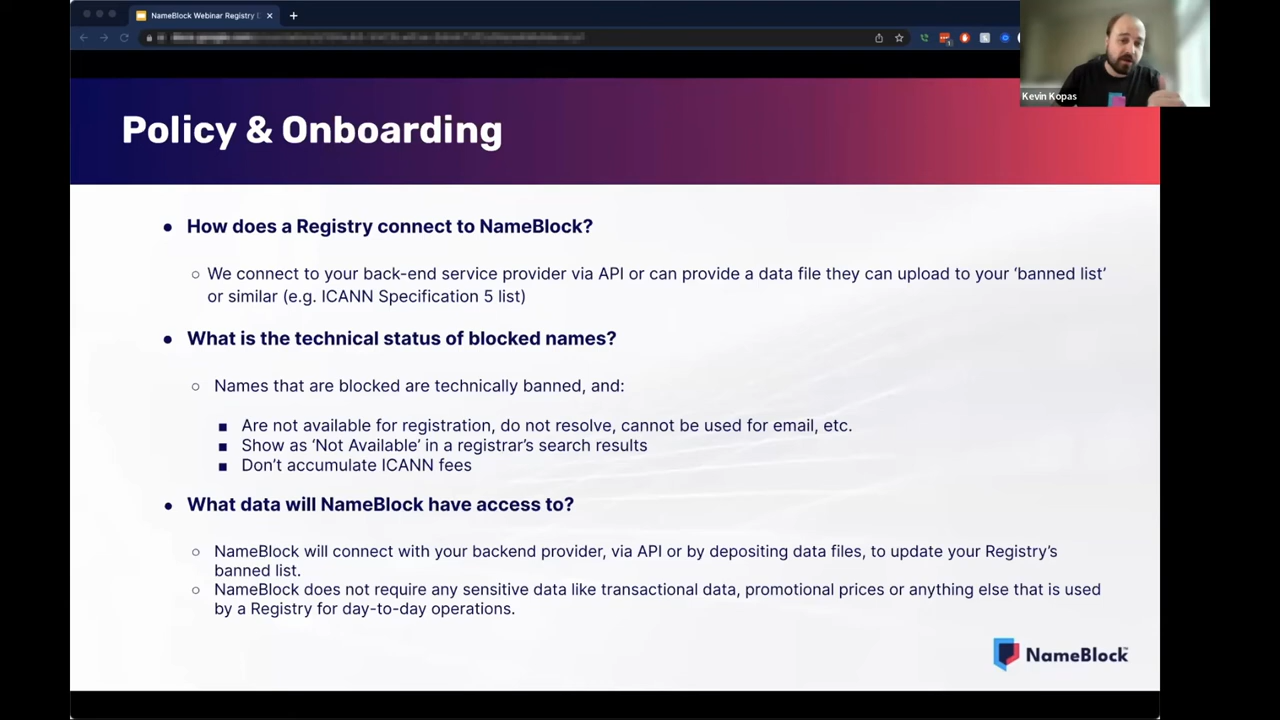 NameBlock Webinar Registry D
Kevin Kopas
Policy & Onboarding
● How does a Registry connect to NameBlock?
○ We connect to your back-end service provider via API or can provide a data file they can upload to your ‘banned list’
or similar (e.g. ICANN Specification 5 list)
● What is the technical status of blocked names?
○ Names that are blocked are technically banned, and:
■ Are not available for registration, do not resolve, cannot be used for email, etc.
■ Show as ‘Not Available’ in a registrar’s search results
■ Don’t accumulate ICANN fees
● What data will NameBlock have access to?
○ NameBlock will connect with your backend provider, via API or by depositing data files, to update your Registry’s
banned list.
○ NameBlock does not require any sensitive data like transactional data, promotional prices or anything else that is used
by a Registry for day-to-day operations.
NameBlock™